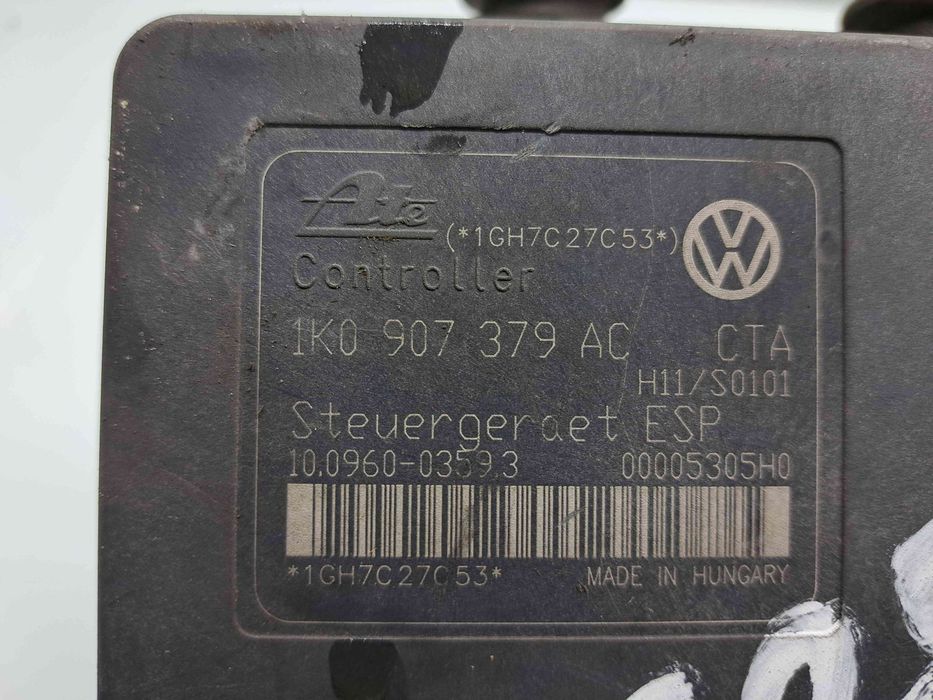 Ate (*1GH7C27C53*)
Controller
1K0 907 379 AC CTA
H11/S0101
Steuergeraet ESP
10.0960-0359.3 00005305H0
*1GH7C27C53* MADE IN HUNGARY